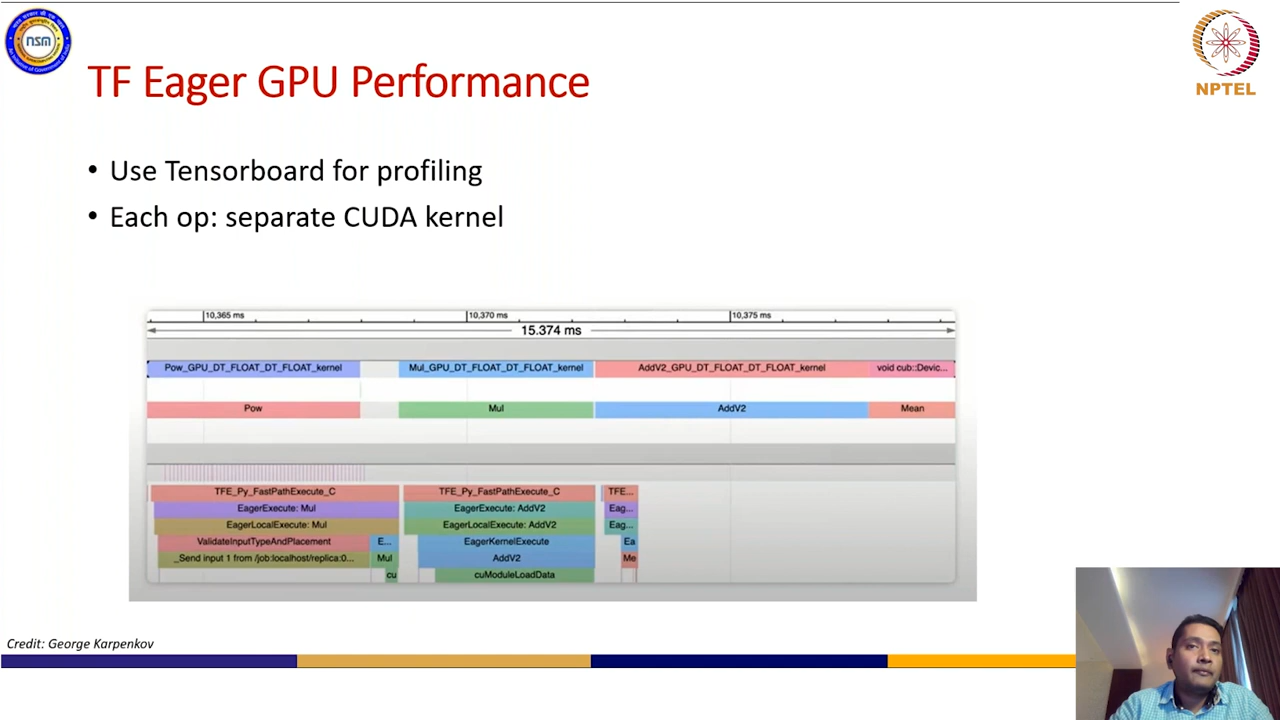 nsm
NPTEL
TF Eager GPU Performance
• Use Tensorboard for profiling
• Each op: separate CUDA kernel
10,365 ms 10,370 ms 10,375 ms
15.374 ms
Pow_GPU_DT_FLOAT_DT_FLOAT_kernel Mul_GPU_DT_FLOAT_DT_FLOAT_kernel AddV2_GPU_DT_FLOAT_DT_FLOAT_kernel void cub::Devic...
Pow Mul AddV2 Mean
TFE_Py_FastPathExecute_C TFE_Py_FastPathExecute_C TFE...
EagerExecute: Mul EagerExecute: AddV2 Eag...
EagerLocalExecute: Mul EagerLocalExecute: AddV2 Eag...
ValidateInputTypeAndPlacement E... EagerKernelExecute Ea
_Send input 1 from /job:localhost/replica:0... Mul AddV2 Me
cu cuModuleLoadData
Credit: George Karpenkov